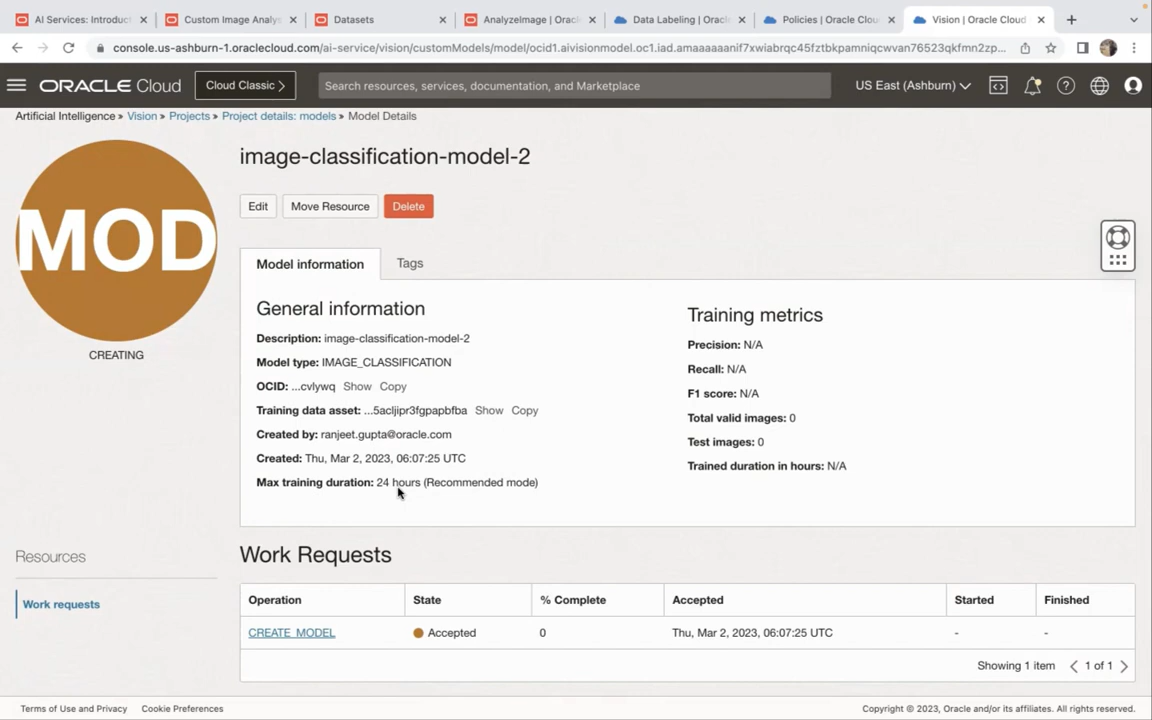 AI Services: Introduct
Custom Image Analys
Datasets
AnalyzeImage | Oracl
Data Labeling | Oracle
Policies | Oracle Cloud
Vision | Oracle Cloud
console.us-ashburn-1.oraclecloud.com/ai-service/vision/customModels/model/ocid1.aivisionmodel.oc1.iad.amaaaaaanif7xwiabrqc45fztbkpamniqcwvan76523qkfmn2zp...
ORACLE Cloud
Cloud Classic >
Search resources, services, documentation, and Marketplace
US East (Ashburn)
Artificial Intelligence » Vision » Projects » Project details: models » Model Details
MOD
CREATING
image-classification-model-2
Edit
Move Resource
Delete
Model information
Tags
General information
Description: image-classification-model-2
Model type: IMAGE_CLASSIFICATION
OCID: ...cvlywq Show Copy
Training data asset: ...5acljipr3fgpapbfba Show Copy
Created by: ranjeet.gupta@oracle.com
Created: Thu, Mar 2, 2023, 06:07:25 UTC
Max training duration: 24 hours (Recommended mode)
Training metrics
Precision: N/A
Recall: N/A
F1 score: N/A
Total valid images: 0
Test images: 0
Trained duration in hours: N/A
Resources
Work requests
Work Requests
Operation State % Complete Accepted Started Finished
CREATE_MODEL Accepted 0 Thu, Mar 2, 2023, 06:07:25 UTC - -
Showing 1 item < 1 of 1 >
Terms of Use and Privacy Cookie Preferences
Copyright © 2023, Oracle and/or its affiliates. All rights reserved.